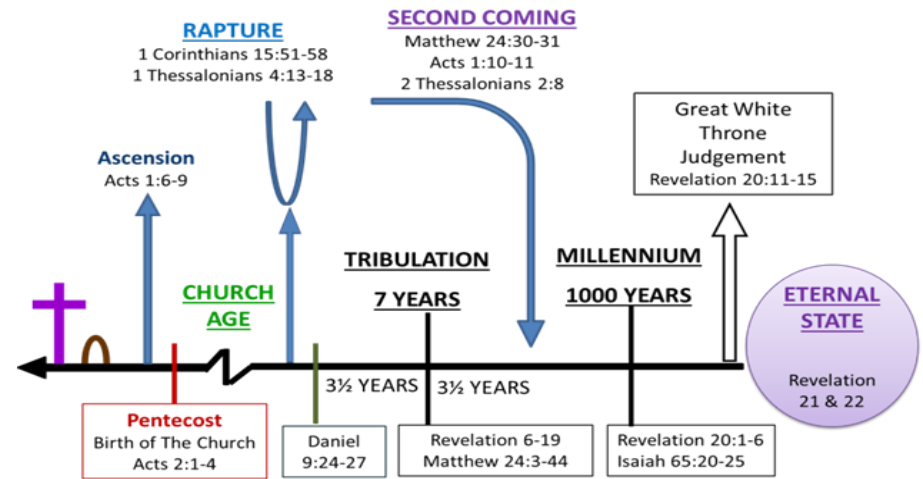 RAPTURE
1 Corinthians 15:51-58
1 Thessalonians 4:13-18
SECOND COMING
Matthew 24:30-31
Acts 1:10-11
2 Thessalonians 2:8
Great White
Throne
Judgement
Revelation 20:11-15
Ascension
Acts 1:6-9
CHURCH
AGE
TRIBULATION
7 YEARS
MILLENNIUM
1000 YEARS
ETERNAL
STATE
Revelation
21 & 22
3½ YEARS
3½ YEARS
Pentecost
Birth of The Church
Acts 2:1-4
Daniel
9:24-27
Revelation 6-19
Matthew 24:3-44
Revelation 20:1-6
Isaiah 65:20-25